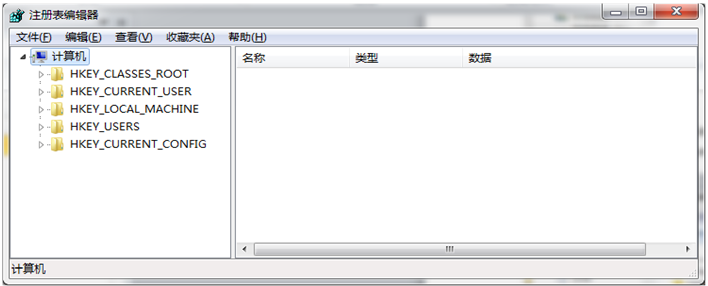 注册表编辑器
文件(F) 编辑(E) 查看(V) 收藏夹(A) 帮助(H)
计算机
HKEY_CLASSES_ROOT
HKEY_CURRENT_USER
HKEY_LOCAL_MACHINE
HKEY_USERS
HKEY_CURRENT_CONFIG
名称 类型 数据
计算机